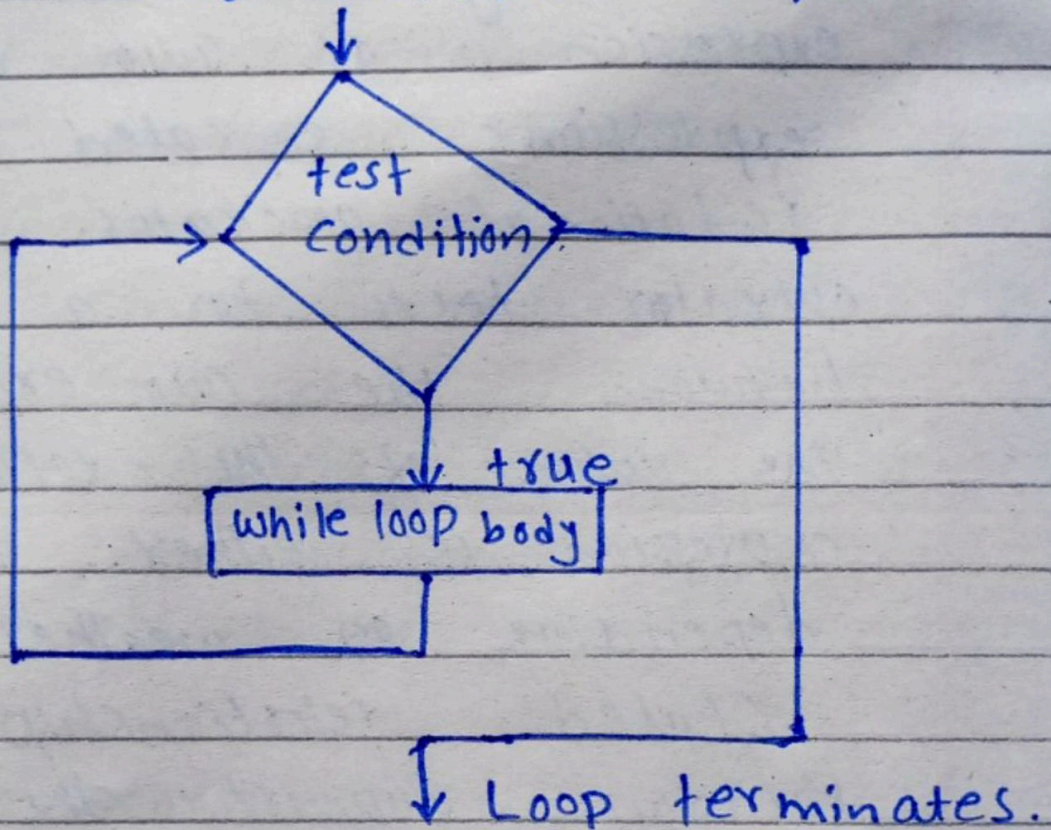 test
condition
true
while loop body
Loop terminates.